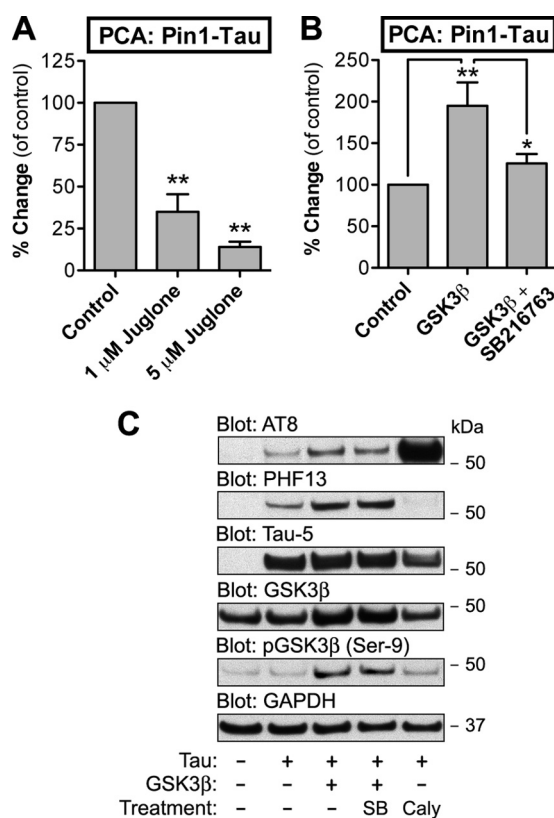 A
PCA: Pin1-Tau
% Change (of control)
125
100
75
50
25
0
**
**
Control
1 μM Juglone
5 μM Juglone
B
PCA: Pin1-Tau
% Change (of control)
250
200
150
100
50
0
**
*
Control
GSK3β
GSK3β +
SB216763
C
Blot: AT8
kDa
– 50
Blot: PHF13
– 50
Blot: Tau-5
– 50
Blot: GSK3β
– 50
Blot: pGSK3β (Ser-9)
– 50
Blot: GAPDH
– 37
Tau: – + + + +
GSK3β: – – + + –
Treatment: – – – SB Caly